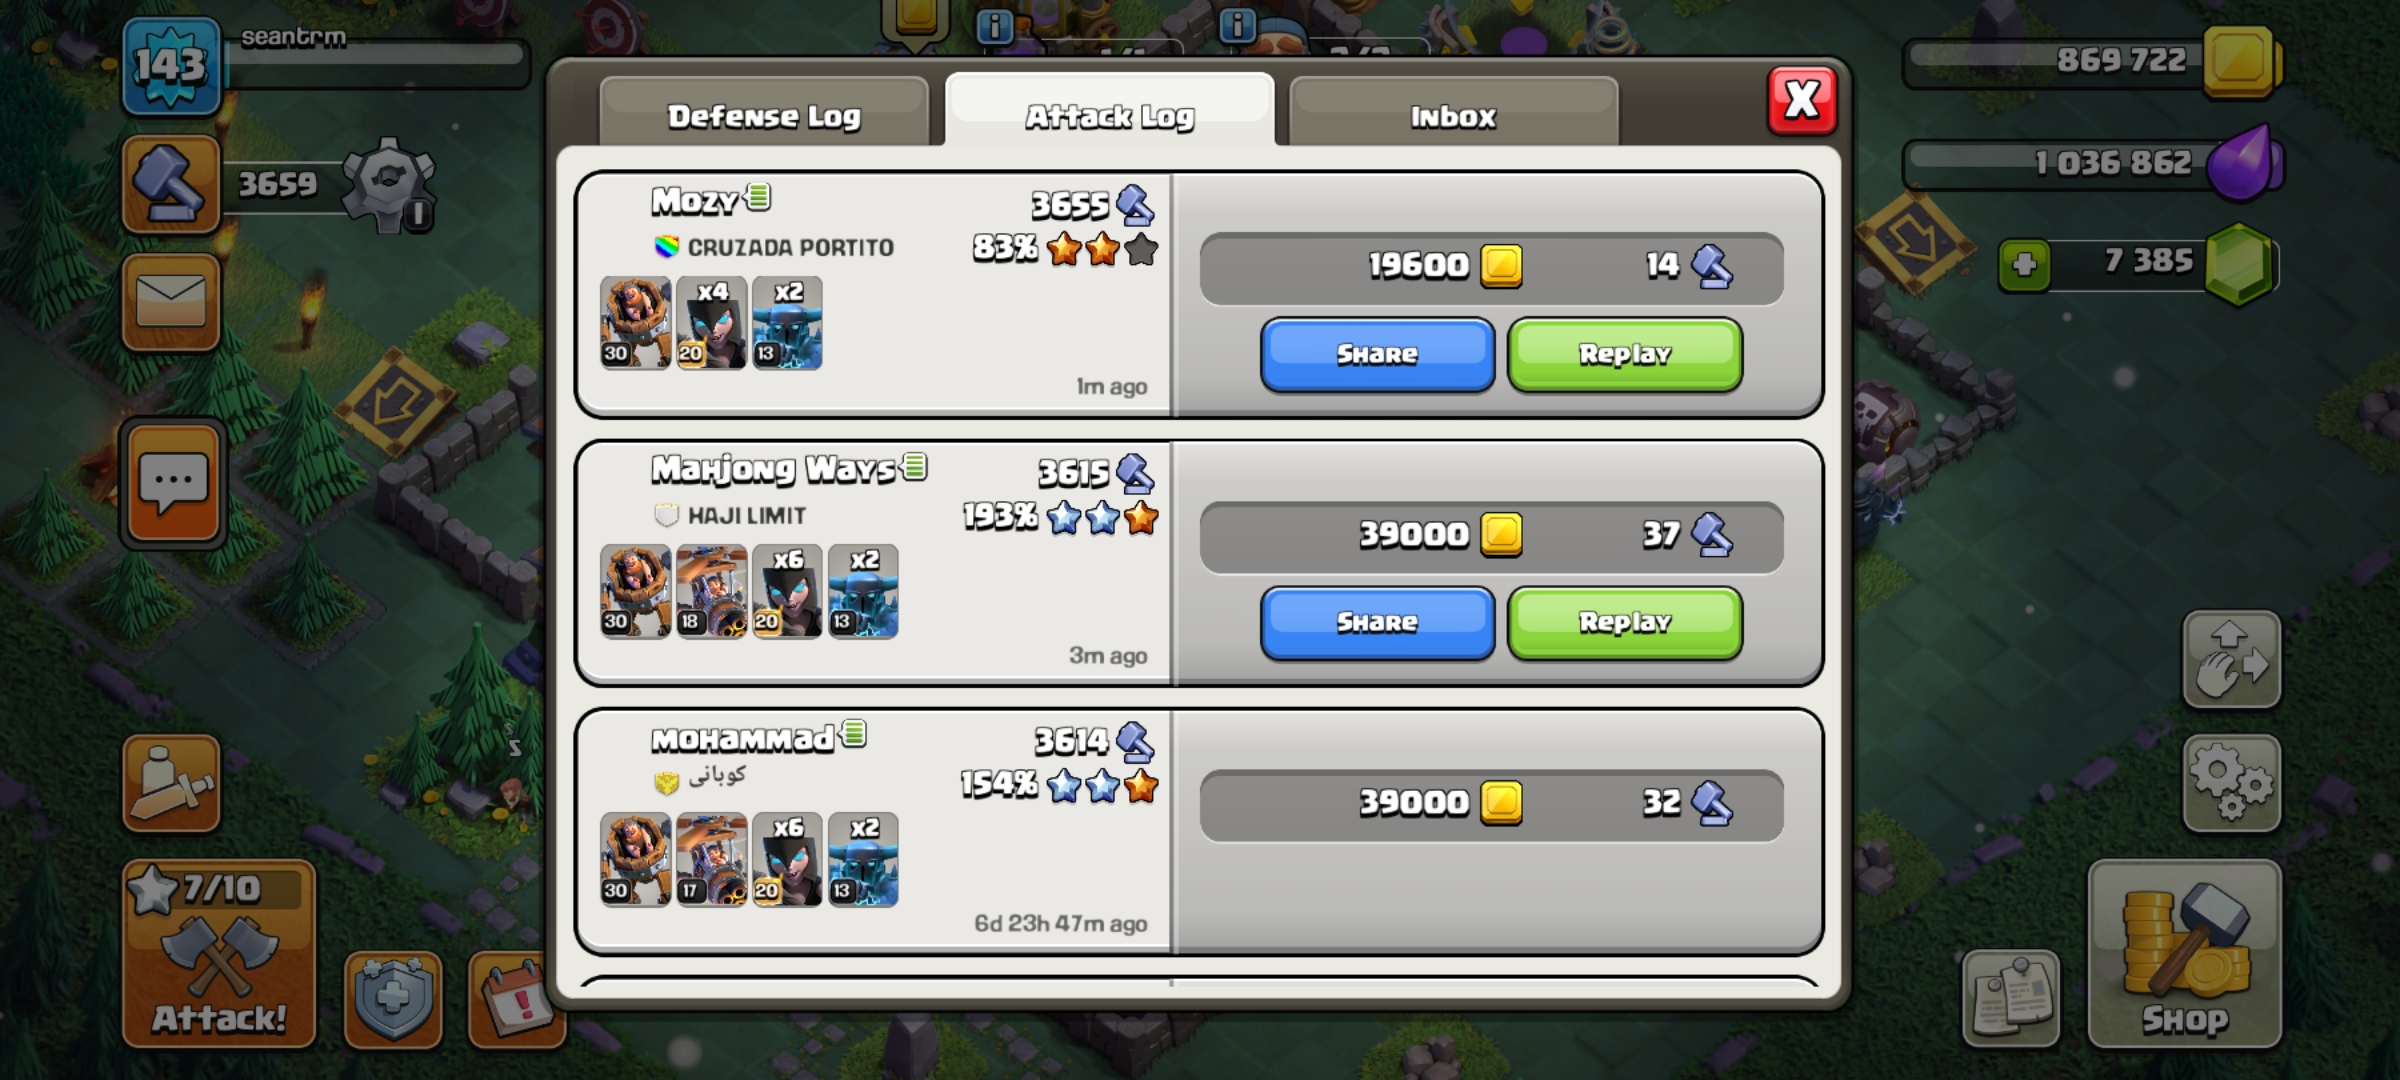 143
seantrm
3659
I
869 722
1 036 862
7 385
Defense Log
Attack Log
Inbox
X
Mozy
3655
CRUZADA PORTITO
83%
x4
x2
30
20
13
1m ago
19600
14
Share
Replay
Mahjong Ways
3615
HAJI LIMIT
193%
x6
x2
30
18
20
13
3m ago
39000
37
Share
Replay
mohammad
3614
كوبانى
154%
x6
x2
30
17
20
13
6d 23h 47m ago
39000
32
7/10
Attack!
Shop